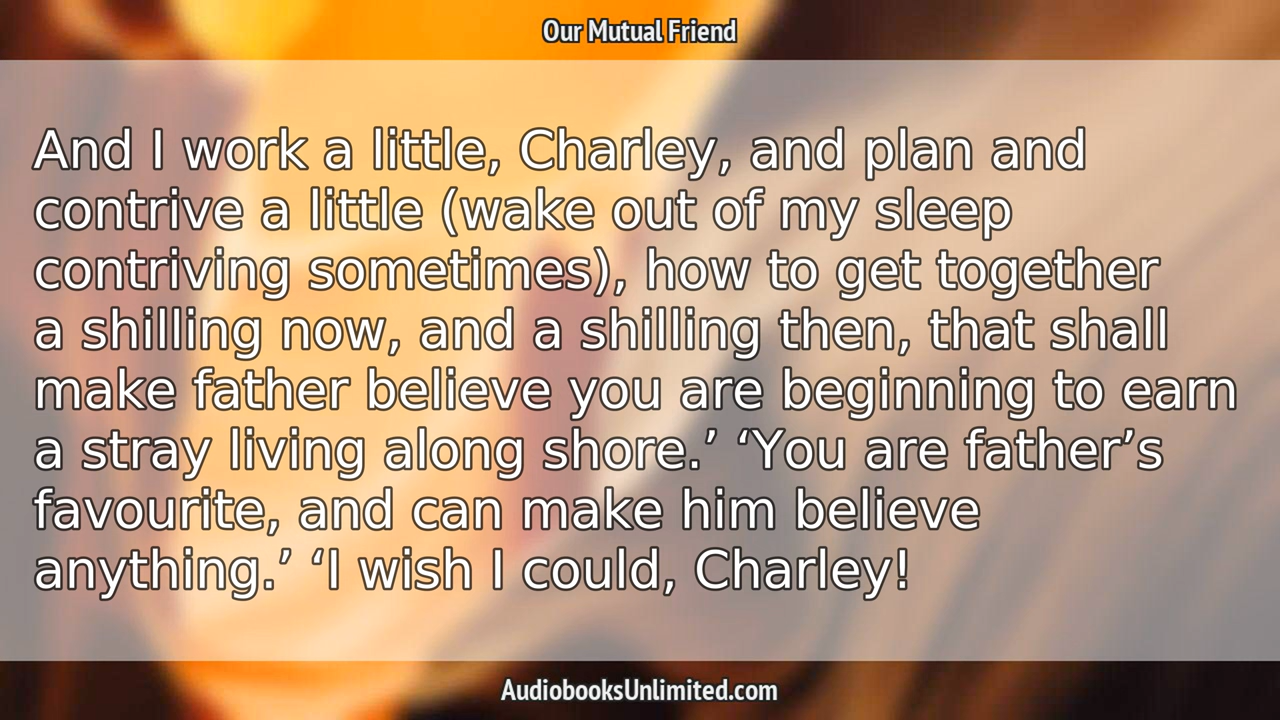 Our Mutual Friend
And I work a little, Charley, and plan and
contrive a little (wake out of my sleep
contriving sometimes), how to get together
a shilling now, and a shilling then, that shall
make father believe you are beginning to earn
a stray living along shore.’ ‘You are father’s
favourite, and can make him believe
anything.’ ‘I wish I could, Charley!
AudiobooksUnlimited.com